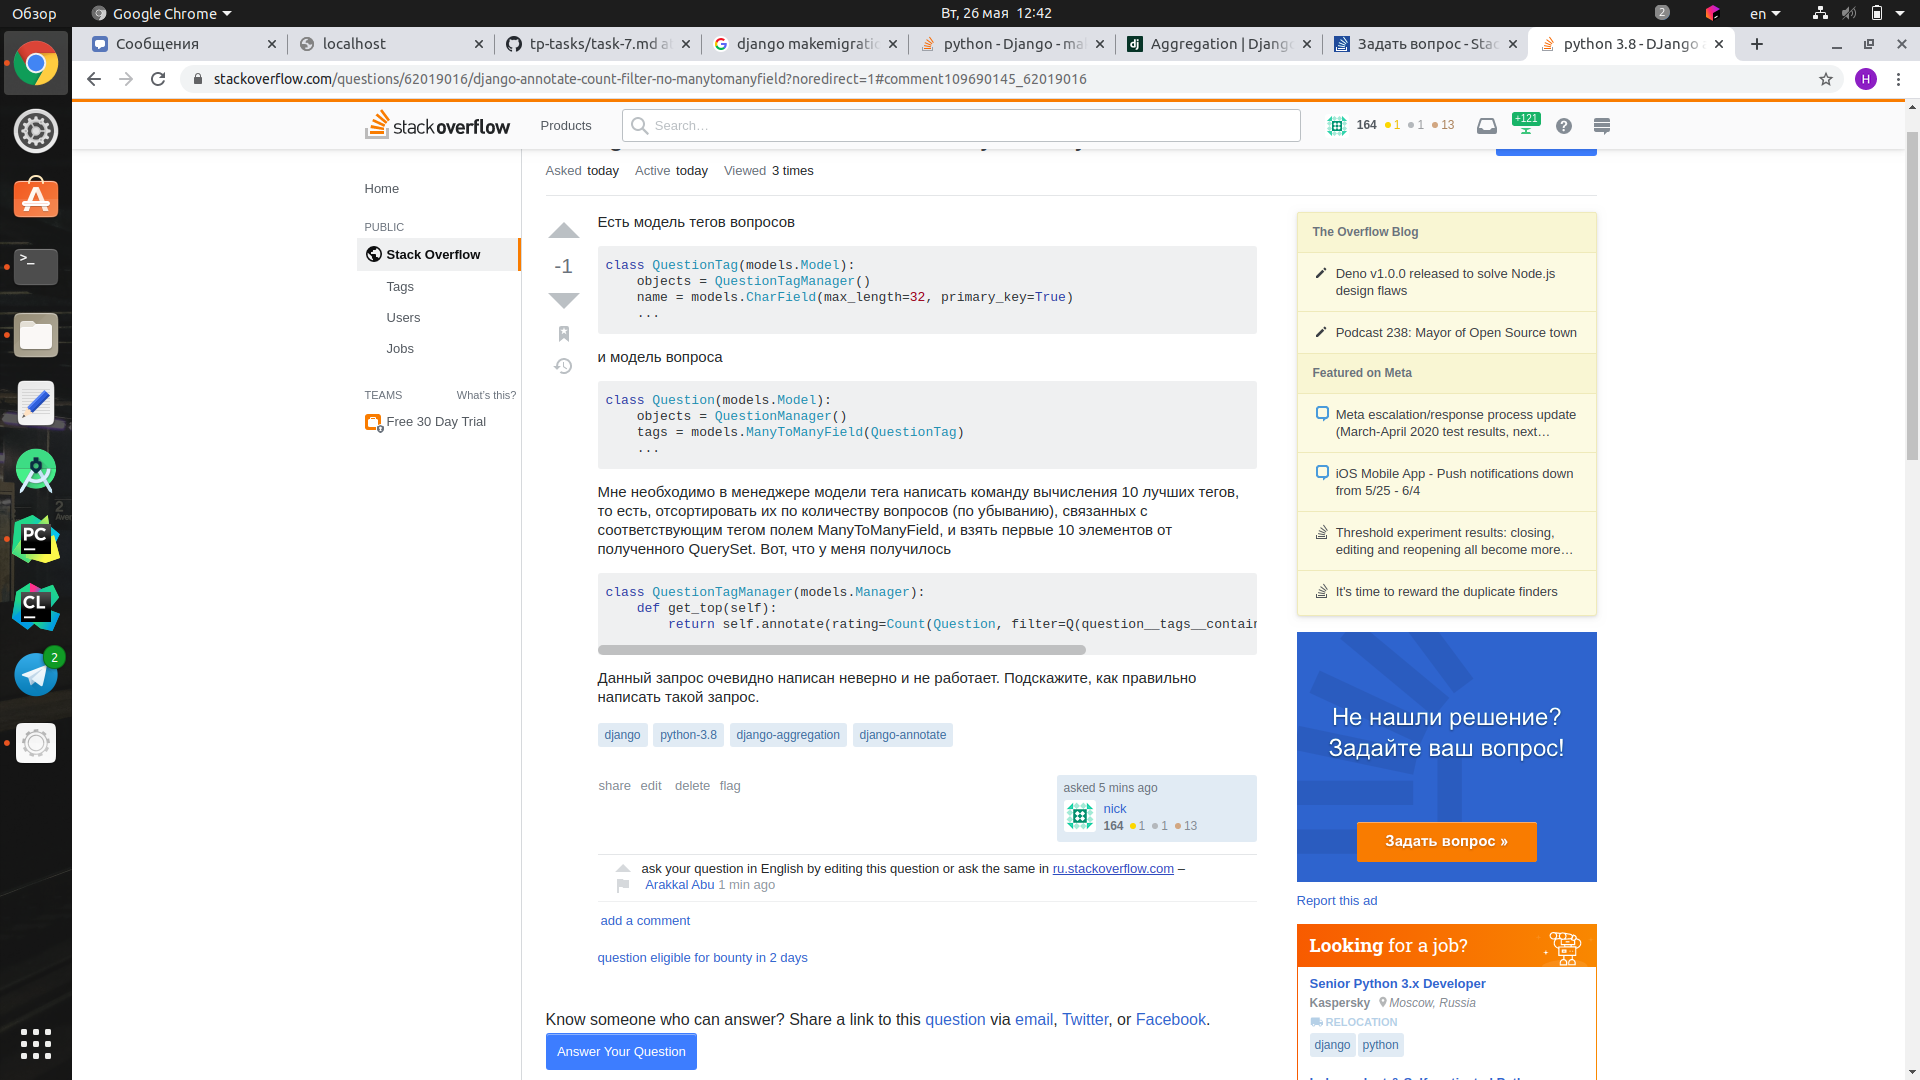 Обзор
Google Chrome
Вт, 26 мая 12:42
2
en
Сообщения
localhost
tp-tasks/task-7.md a
django makemigrati
python - Django - ma
Aggregation | Djang
Задать вопрос - Stac
python 3.8 - DJango
stackoverflow.com/questions/62019016/django-annotate-count-filter-по-manytomanyfield?noredirect=1#comment109690145_62019016
H
stackoverflow
Products
Search…
164 1 1 13
+121
Asked today Active today Viewed 3 times
Home
PUBLIC
Stack Overflow
Tags
Users
Jobs
TEAMS What's this?
Free 30 Day Trial
-1
Есть модель тегов вопросов
class QuestionTag(models.Model):
    objects = QuestionTagManager()
    name = models.CharField(max_length=32, primary_key=True)
    ...
и модель вопроса
class Question(models.Model):
    objects = QuestionManager()
    tags = models.ManyToManyField(QuestionTag)
    ...
Мне необходимо в менеджере модели тега написать команду вычисления 10 лучших тегов,
то есть, отсортировать их по количеству вопросов (по убыванию), связанных с
соответствующим тегом полем ManyToManyField, и взять первые 10 элементов от
полученного QuerySet. Вот, что у меня получилось
class QuestionTagManager(models.Manager):
    def get_top(self):
        return self.annotate(rating=Count(Question, filter=Q(question__tags__contain
Данный запрос очевидно написан неверно и не работает. Подскажите, как правильно
написать такой запрос.
django python-3.8 django-aggregation django-annotate
share edit delete flag
asked 5 mins ago
nick
164 1 1 13
ask your question in English by editing this question or ask the same in ru.stackoverflow.com –
Arakkal Abu 1 min ago
add a comment
question eligible for bounty in 2 days
Know someone who can answer? Share a link to this question via email, Twitter, or Facebook.
Answer Your Question
The Overflow Blog
Deno v1.0.0 released to solve Node.js
design flaws
Podcast 238: Mayor of Open Source town
Featured on Meta
Meta escalation/response process update
(March-April 2020 test results, next…
iOS Mobile App - Push notifications down
from 5/25 - 6/4
Threshold experiment results: closing,
editing and reopening all become more…
It's time to reward the duplicate finders
Не нашли решение?
Задайте ваш вопрос!
Задать вопрос »
Report this ad
Looking for a job?
Senior Python 3.x Developer
Kaspersky Moscow, Russia
RELOCATION
django python
>_
PC
CL
2